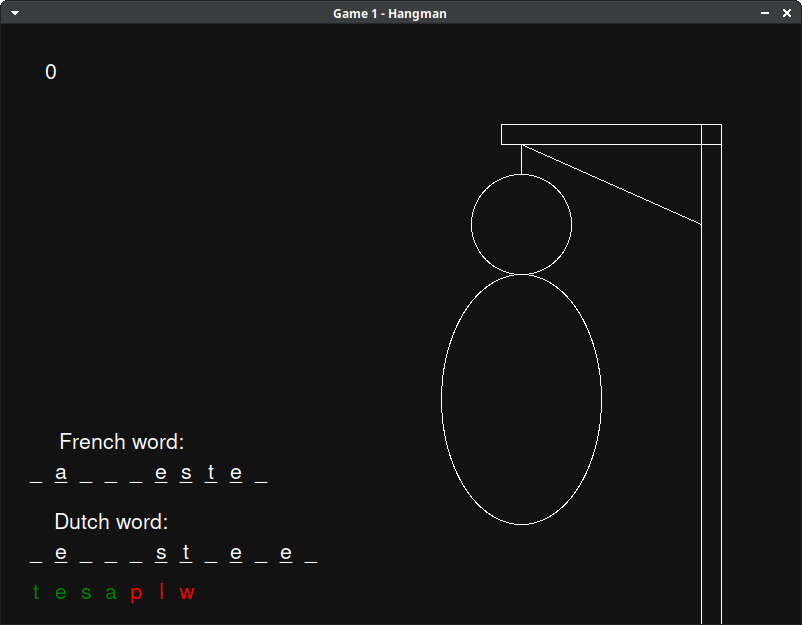 Game 1 - Hangman
0
French word:
_ a _ _ _ e s t e _
Dutch word:
_ e _ _ _ s t _ e _ e _
t e s a p l w